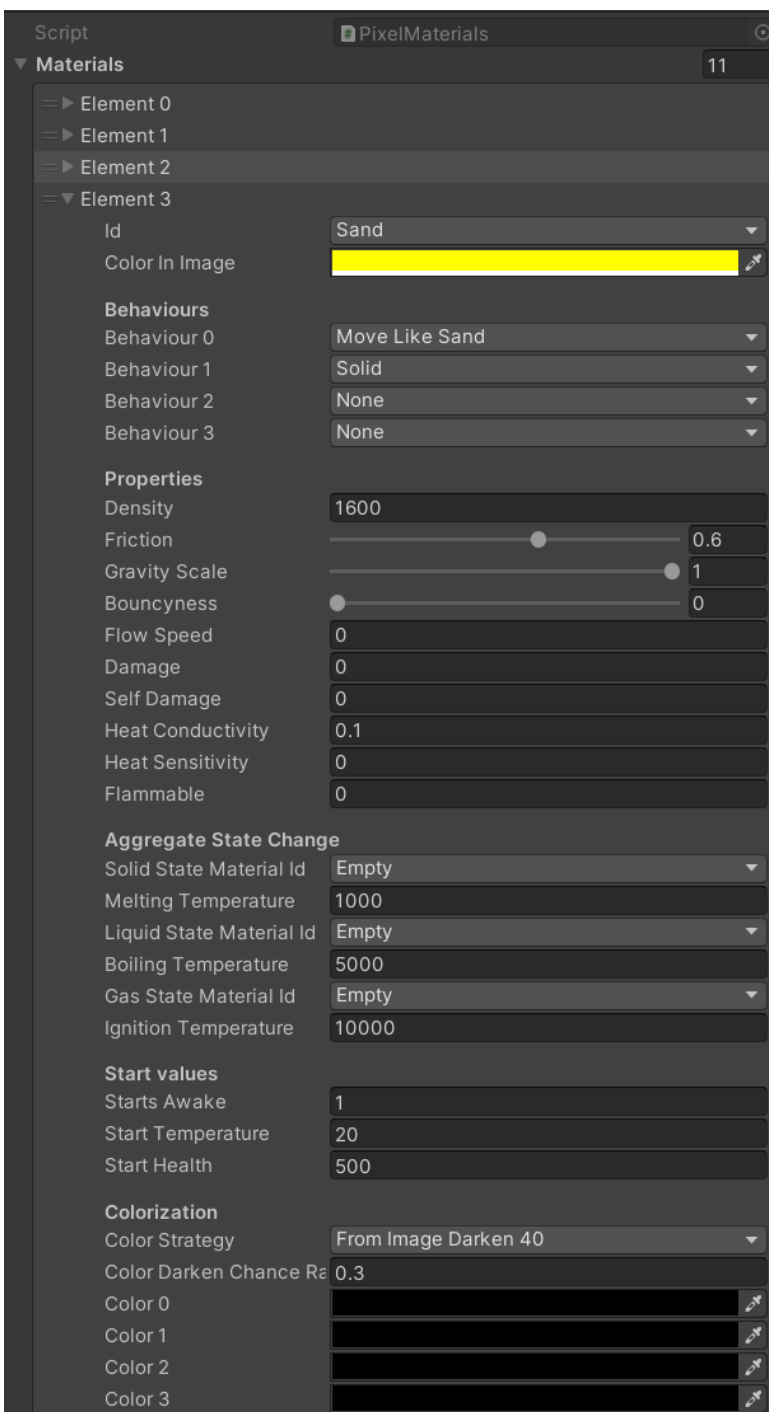 Script PixelMaterials
Materials 11
Element 0
Element 1
Element 2
Element 3
Id Sand
Color In Image
Behaviours
Behaviour 0 Move Like Sand
Behaviour 1 Solid
Behaviour 2 None
Behaviour 3 None
Properties
Density 1600
Friction 0.6
Gravity Scale 1
Bouncyness 0
Flow Speed 0
Damage 0
Self Damage 0
Heat Conductivity 0.1
Heat Sensitivity 0
Flammable 0
Aggregate State Change
Solid State Material Id Empty
Melting Temperature 1000
Liquid State Material Id Empty
Boiling Temperature 5000
Gas State Material Id Empty
Ignition Temperature 10000
Start values
Starts Awake 1
Start Temperature 20
Start Health 500
Colorization
Color Strategy From Image Darken 40
Color Darken Chance Ra 0.3
Color 0
Color 1
Color 2
Color 3